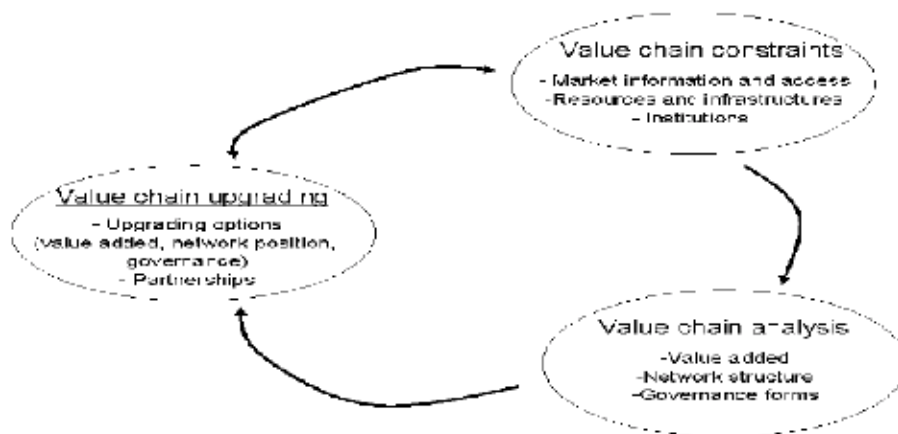 Value chain constraints
- Market information and access
-Resources and infrastructures
- Institutions
Value chain upgrading
- Upgrading options
(value added, network position,
governance)
- Partnerships
Value chain analysis
-Value added
-Network structure
-Governance forms